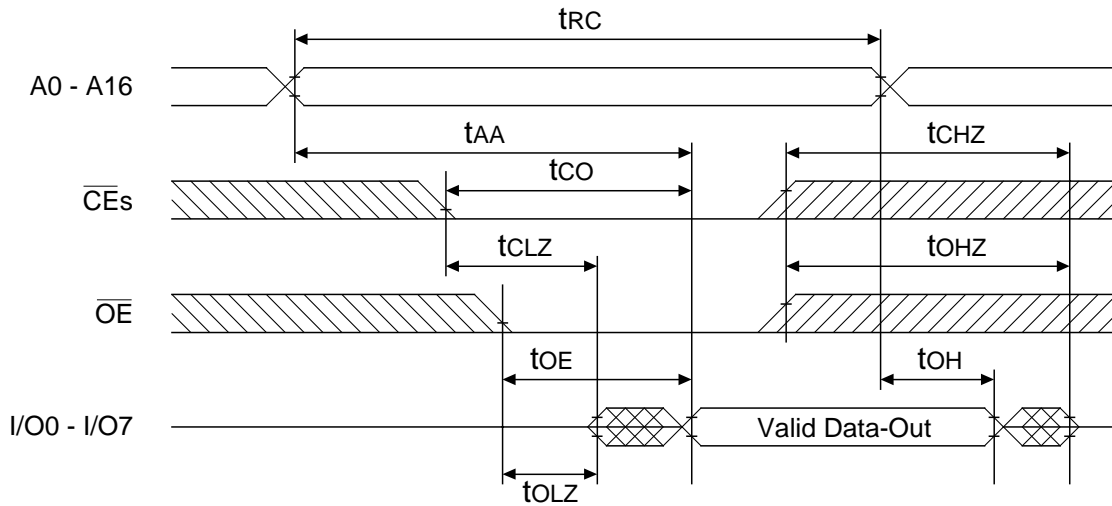 tRC
A0 - A16
tAA
tCHZ
tCO
CEs
tCLZ
tOHZ
OE
tOE
tOH
I/O0 - I/O7
Valid Data-Out
tOLZ